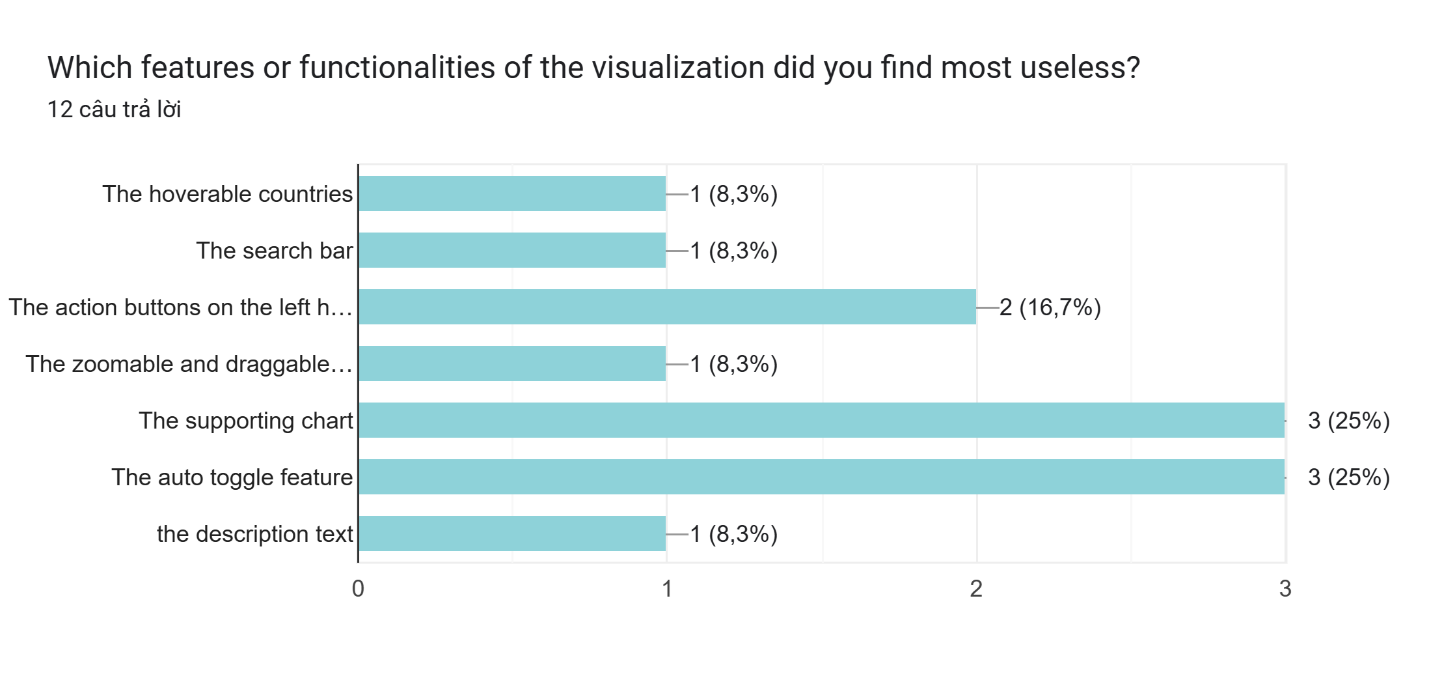 Which features or functionalities of the visualization did you find most useless?
12 câu trả lời
The hoverable countries 1 (8,3%)
The search bar 1 (8,3%)
The action buttons on the left h… 2 (16,7%)
The zoomable and draggable… 1 (8,3%)
The supporting chart 3 (25%)
The auto toggle feature 3 (25%)
the description text 1 (8,3%)
0 1 2 3